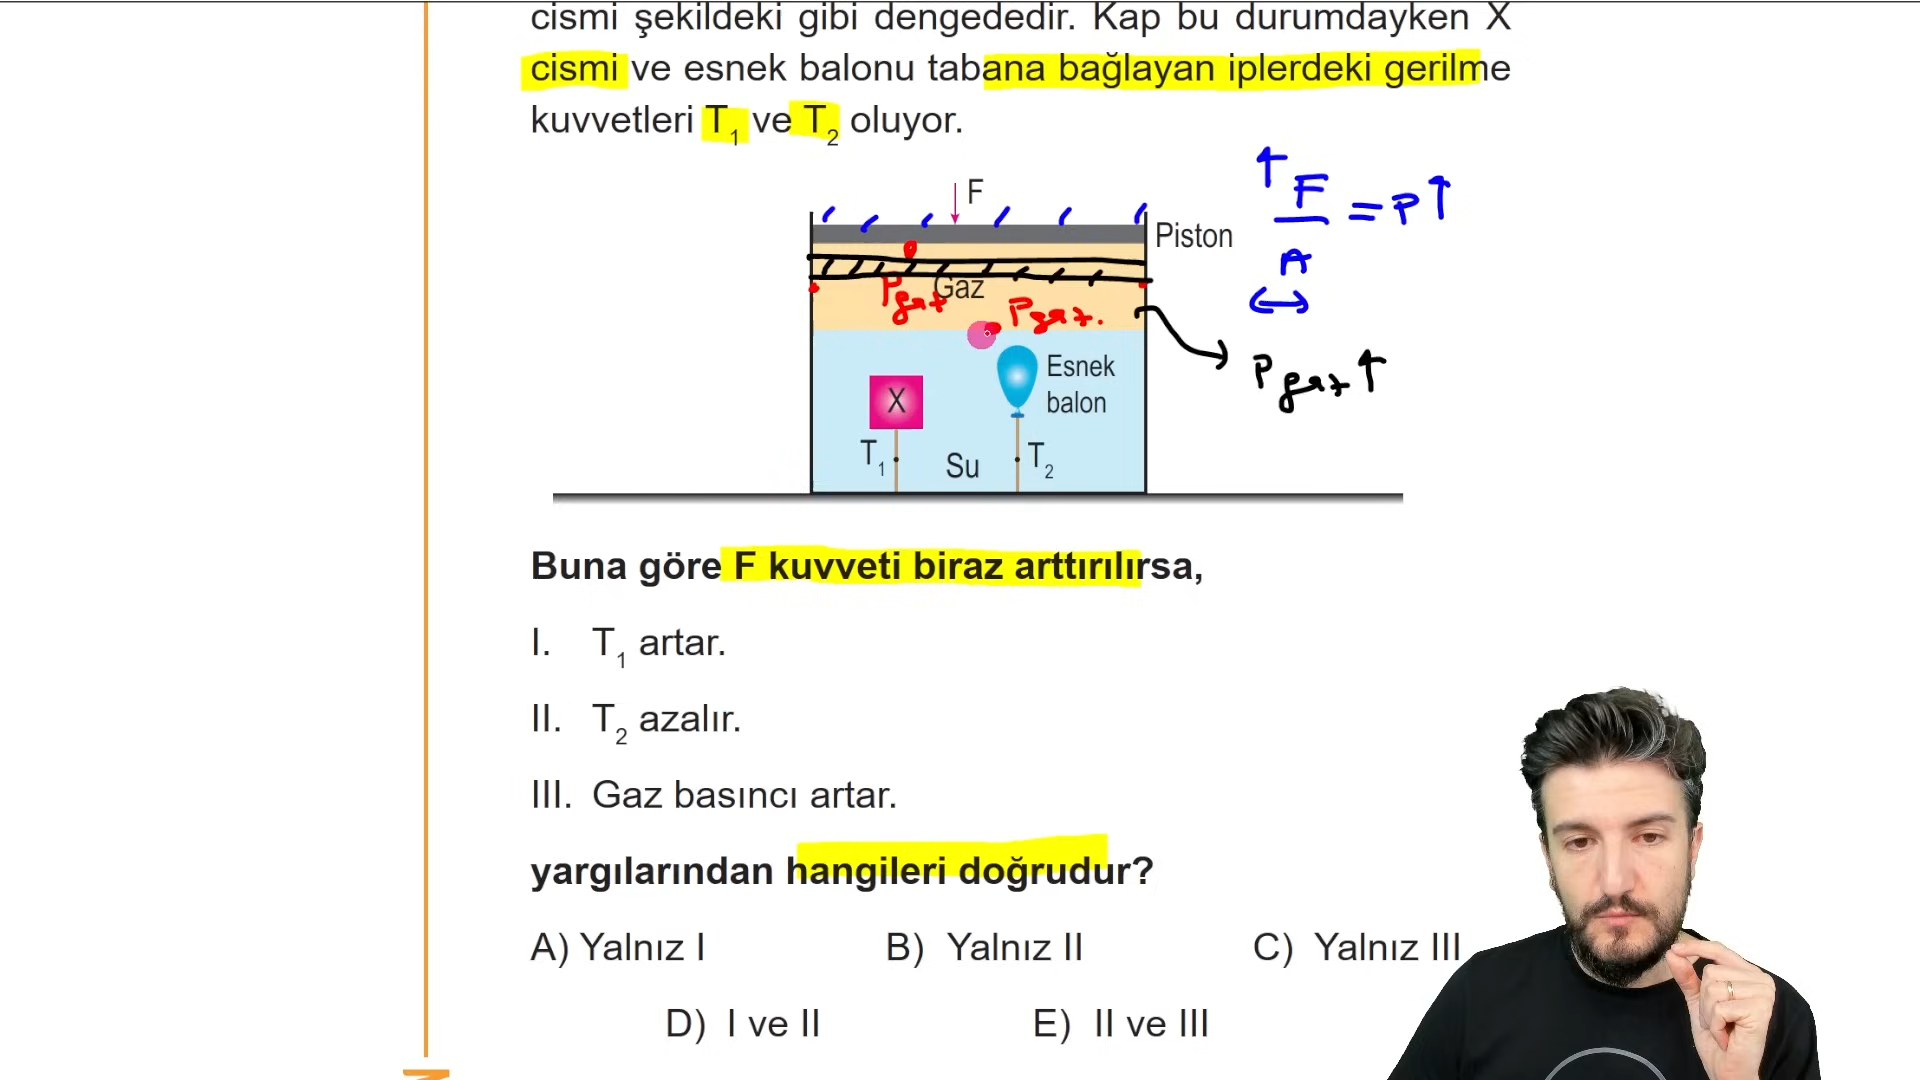 cismi şekildeki gibi dengededir. Kap bu durumdayken X
cismi ve esnek balonu tabana bağlayan iplerdeki gerilme
kuvvetleri T1 ve T2 oluyor.
F
Piston
Gaz
Pgaz
Pgaz.
X
Esnek
balon
T1
Su
T2
↑ F / A = P↑
Pgaz↑
Buna göre F kuvveti biraz arttırılırsa,
I. T1 artar.
II. T2 azalır.
III. Gaz basıncı artar.
yargılarından hangileri doğrudur?
A) Yalnız I B) Yalnız II C) Yalnız III
D) I ve II E) II ve III